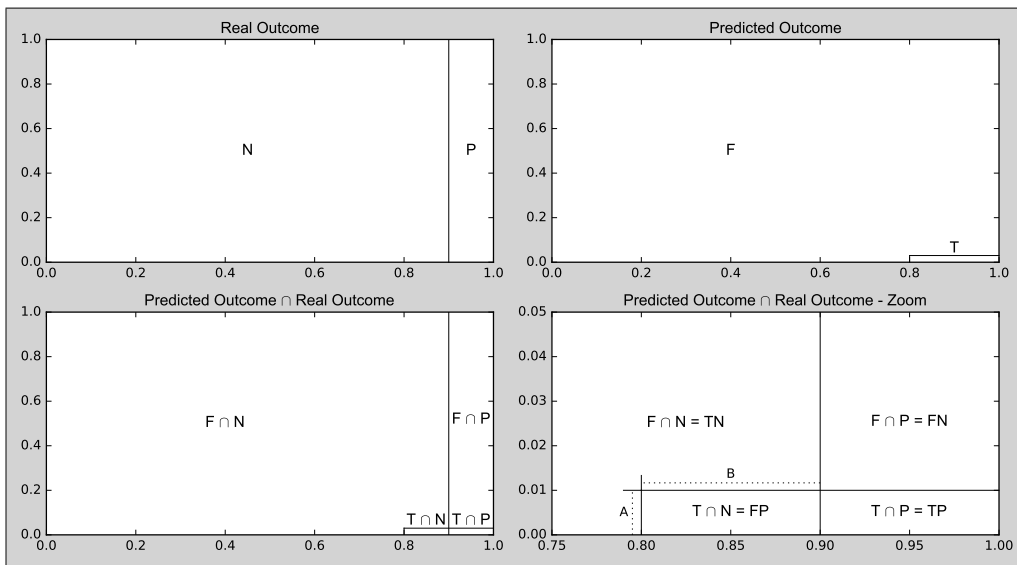 Real Outcome
1.0
0.8
0.6
0.4
0.2
0.0
N
P
0.0 0.2 0.4 0.6 0.8 1.0
Predicted Outcome
1.0
0.8
0.6
0.4
0.2
0.0
F
T
0.0 0.2 0.4 0.6 0.8 1.0
Predicted Outcome ∩ Real Outcome
1.0
0.8
0.6
0.4
0.2
0.0
F ∩ N
F ∩ P
T ∩ N
T ∩ P
0.0 0.2 0.4 0.6 0.8 1.0
Predicted Outcome ∩ Real Outcome - Zoom
0.05
0.04
0.03
0.02
0.01
0.00
F ∩ N = TN
F ∩ P = FN
B
A
T ∩ N = FP
T ∩ P = TP
0.75 0.80 0.85 0.90 0.95 1.00